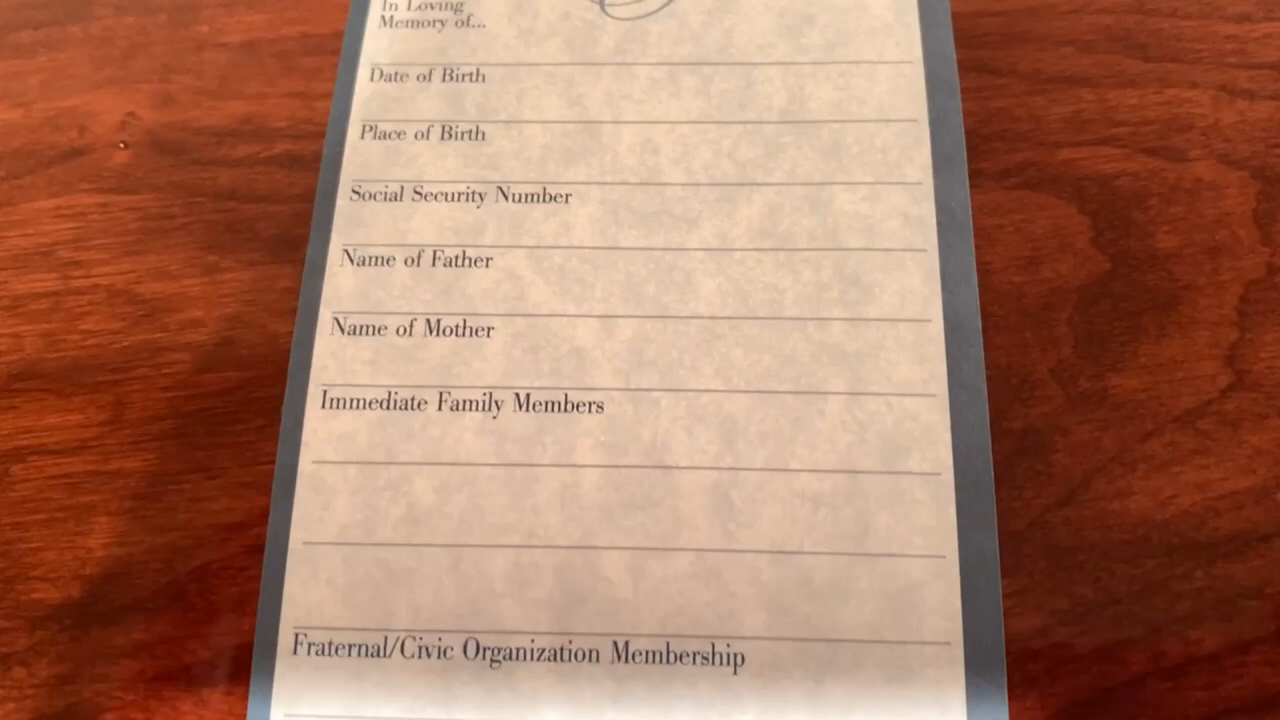 In Loving
Memory of...
Date of Birth
Place of Birth
Social Security Number
Name of Father
Name of Mother
Immediate Family Members
Fraternal/Civic Organization Membership